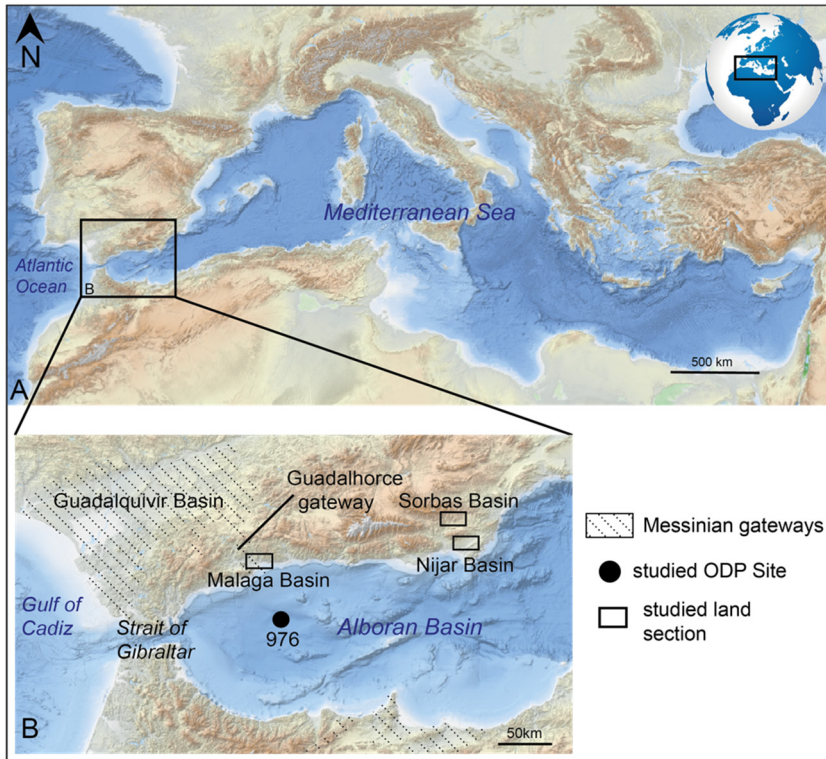 N
Mediterranean Sea
Atlantic
Ocean
B
500 km
A
Guadalhorce
gateway
Guadalquivir Basin
Sorbas Basin
Malaga Basin
Nijar Basin
Gulf of
Cadiz
Strait of
Gibraltar
976
Alboran Basin
B
50km
Messinian gateways
studied ODP Site
studied land
section